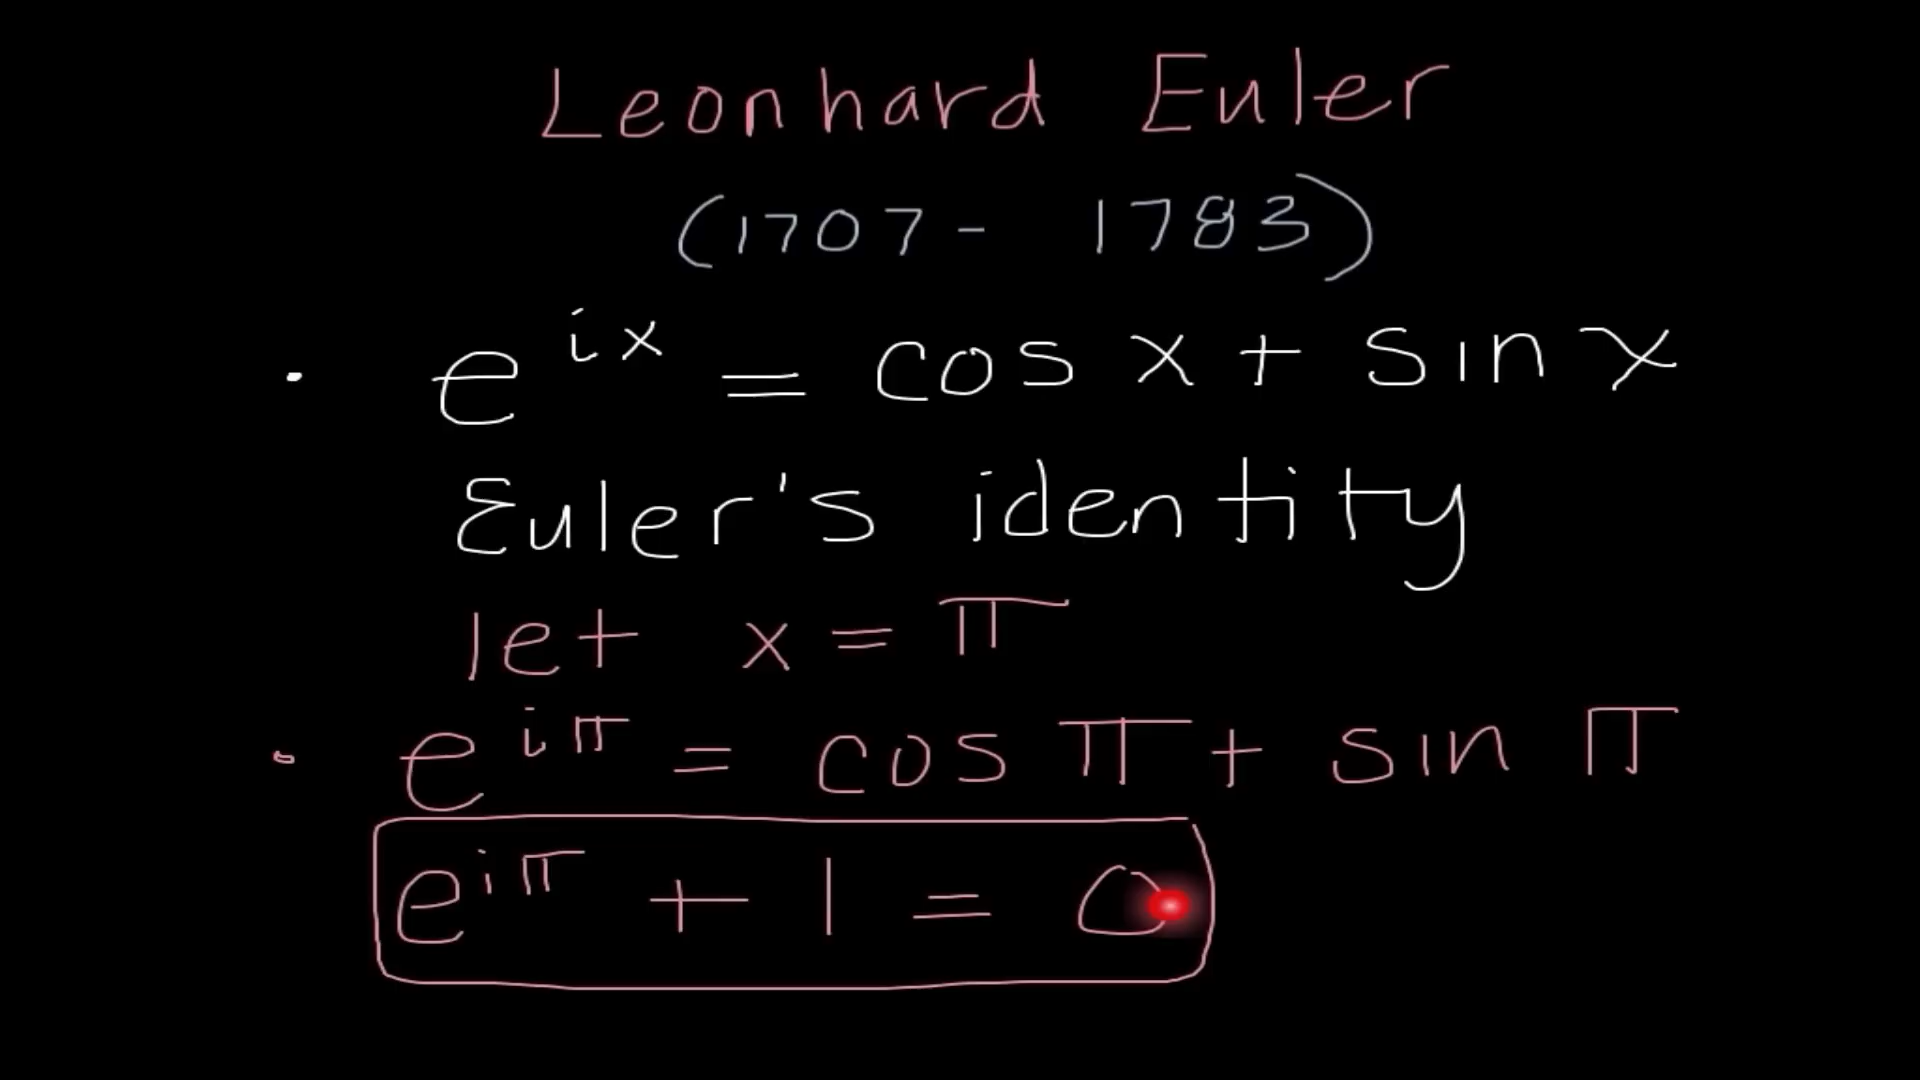 Leonhard Euler
(1707 - 1783)
· e^{ix} = cos x + sin x
Euler's identity
let x = π
· e^{iπ} = cos π + sin π
e^{iπ} + 1 = 0